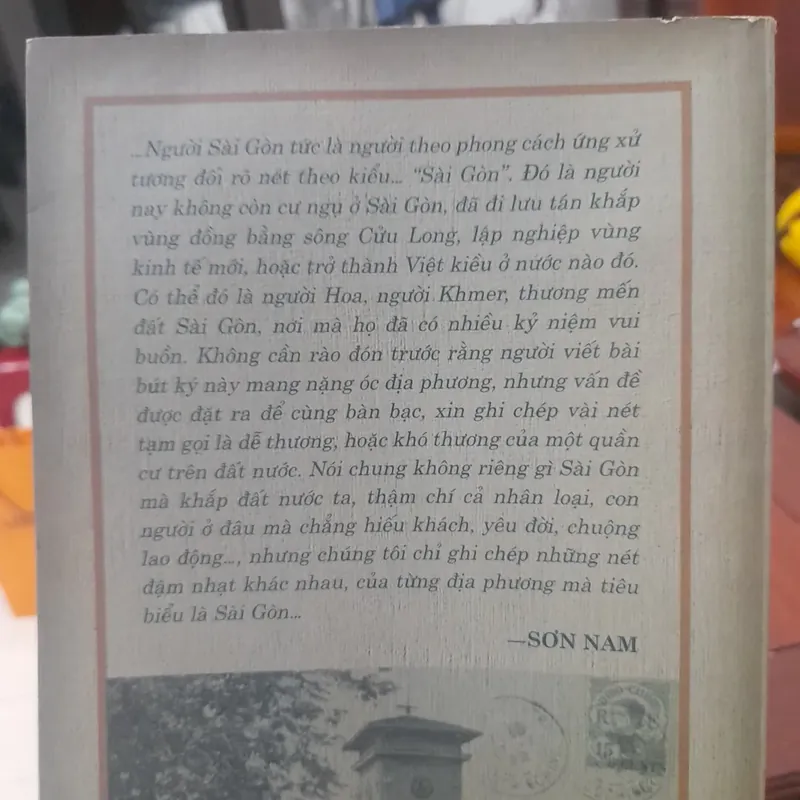 ...Người Sài Gòn tức là người theo phong cách ứng xử
tương đối rõ nét theo kiểu... “Sài Gòn”. Đó là người
nay không còn cư ngụ ở Sài Gòn, đã đi lưu tán khắp
vùng đồng bằng sông Cửu Long, lập nghiệp vùng
kinh tế mới, hoặc trở thành Việt kiều ở nước nào đó.
Có thể đó là người Hoa, người Khmer, thương mến
đất Sài Gòn, nơi mà họ đã có nhiều kỷ niệm vui
buồn. Không cần rào đón trước rằng người viết bài
bút ký này mang nặng óc địa phương, nhưng vấn đề
được đặt ra để cùng bàn bạc, xin ghi chép vài nét
tạm gọi là dễ thương, hoặc khó thương của một quần
cư trên đất nước. Nói chung không riêng gì Sài Gòn
mà khắp đất nước ta, thậm chí cả nhân loại, con
người ở đâu mà chẳng hiếu khách, yêu đời, chuộng
lao động..., nhưng chúng tôi chỉ ghi chép những nét
đậm nhạt khác nhau, của từng địa phương mà tiêu
biểu là Sài Gòn...
—SƠN NAM